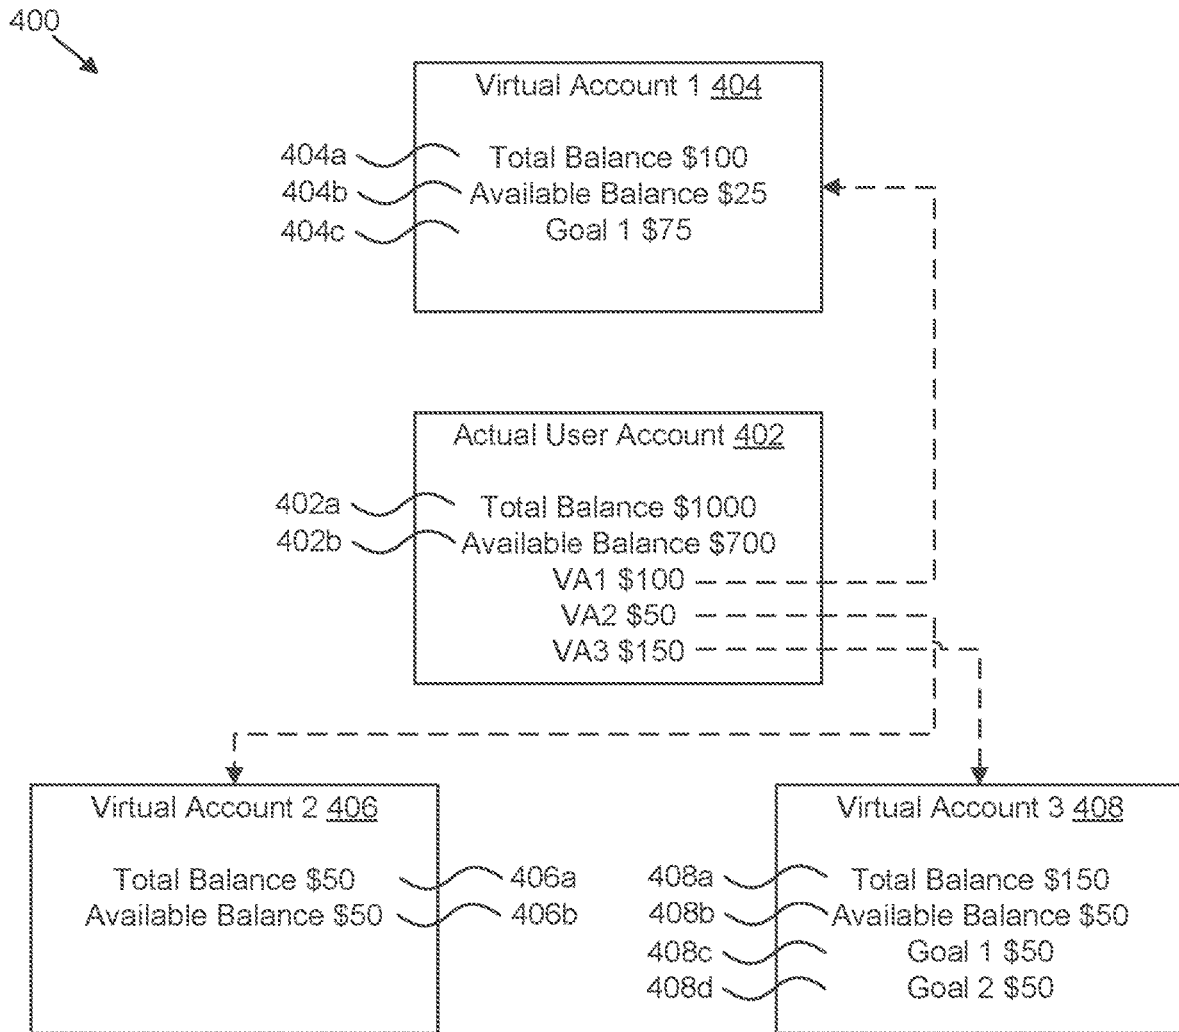 400
Virtual Account 1 404
404a Total Balance $100
404b Available Balance $25
404c Goal 1 $75
Actual User Account 402
402a Total Balance $1000
402b Available Balance $700
VA1 $100
VA2 $50
VA3 $150
Virtual Account 2 406
Total Balance $50 406a
Available Balance $50 406b
Virtual Account 3 408
408a Total Balance $150
408b Available Balance $50
408c Goal 1 $50
408d Goal 2 $50